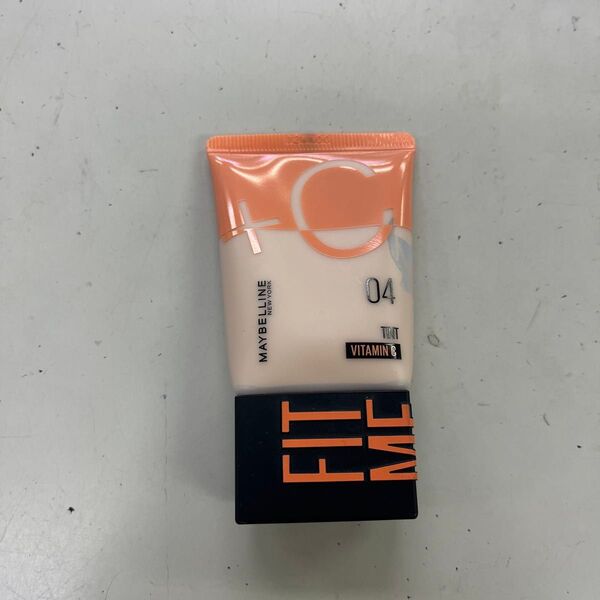 +C
04
MAYBELLINE
NEW YORK
TINT
VITAMIN C
FIT
ME